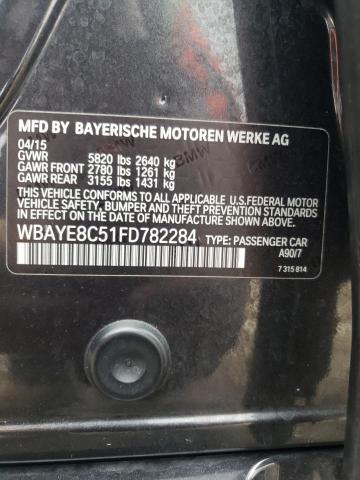 MFD BY BAYERISCHE MOTOREN WERKE AG
04/15
GVWR 5820 lbs 2640 kg
GAWR FRONT 2780 lbs 1261 kg
GAWR REAR 3155 lbs 1431 kg
THIS VEHICLE CONFORMS TO ALL APPLICABLE U.S.FEDERAL MOTOR
VEHICLE SAFETY, BUMPER AND THEFT PREVENTION STANDARDS
IN EFFECT ON THE DATE OF MANUFACTURE SHOWN ABOVE.
WBAYE8C51FD782284 TYPE: PASSENGER CAR
A90/7
7 315 814